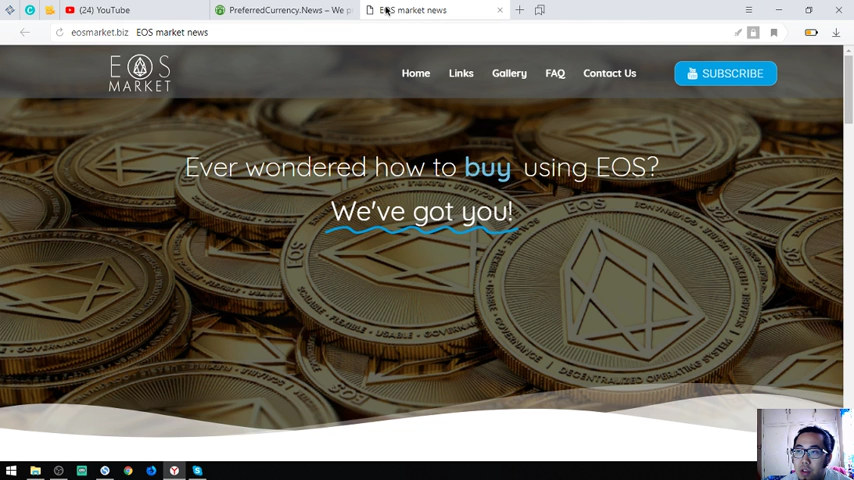 (24) YouTube
PreferredCurrency.News – We p
EOS market news
eosmarket.biz EOS market news
EOS
MARKET
Home
Links
Gallery
FAQ
Contact Us
SUBSCRIBE
Ever wondered how to buy using EOS?
We've got you!
EOS